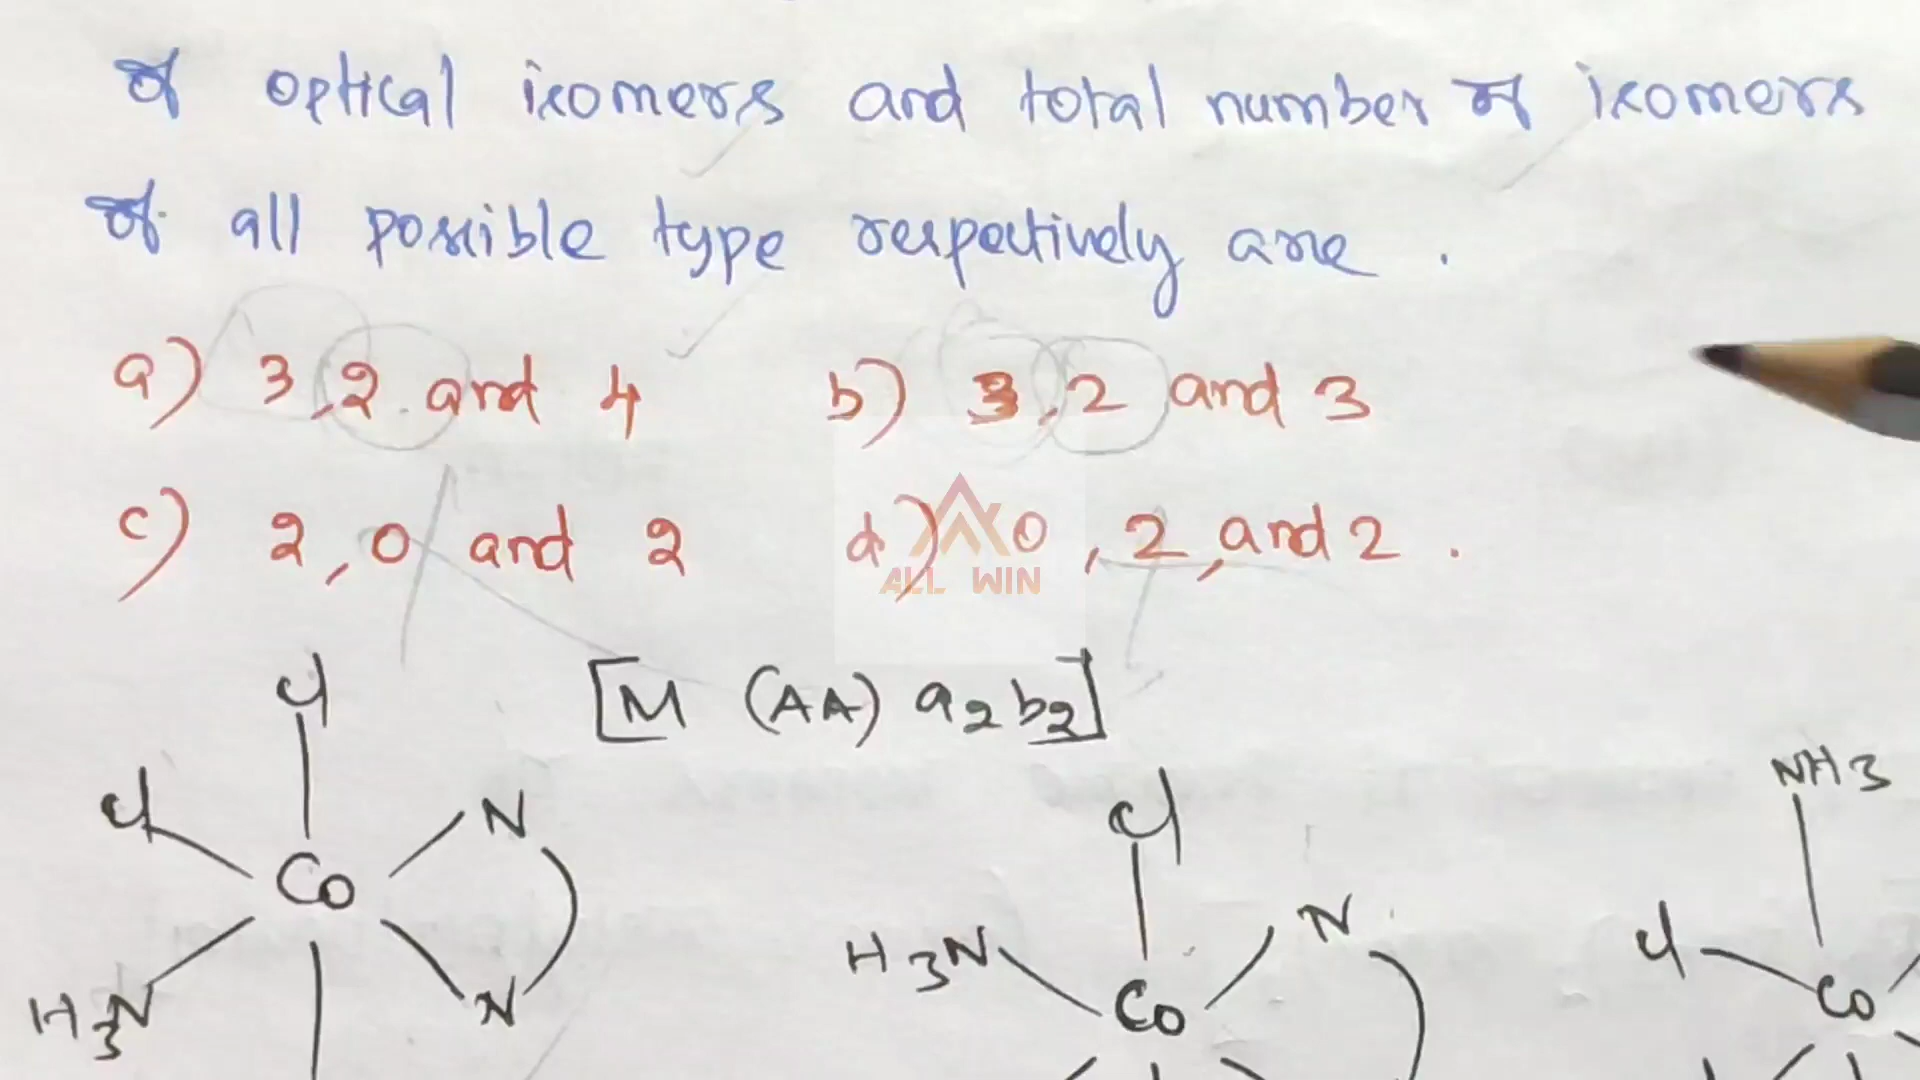 of optical isomers and total number of isomers
of all possible type respectively are .
a) 3, 2 and 4 b) 3, 2 and 3
c) 2, 0 and 2 d) 0, 2, and 2 .
ALL WIN
[M (AA) a2b2]
Cl
Cl
N
Co
H3N
N
Cl
H3N
N
Co
NH3
Cl
Co